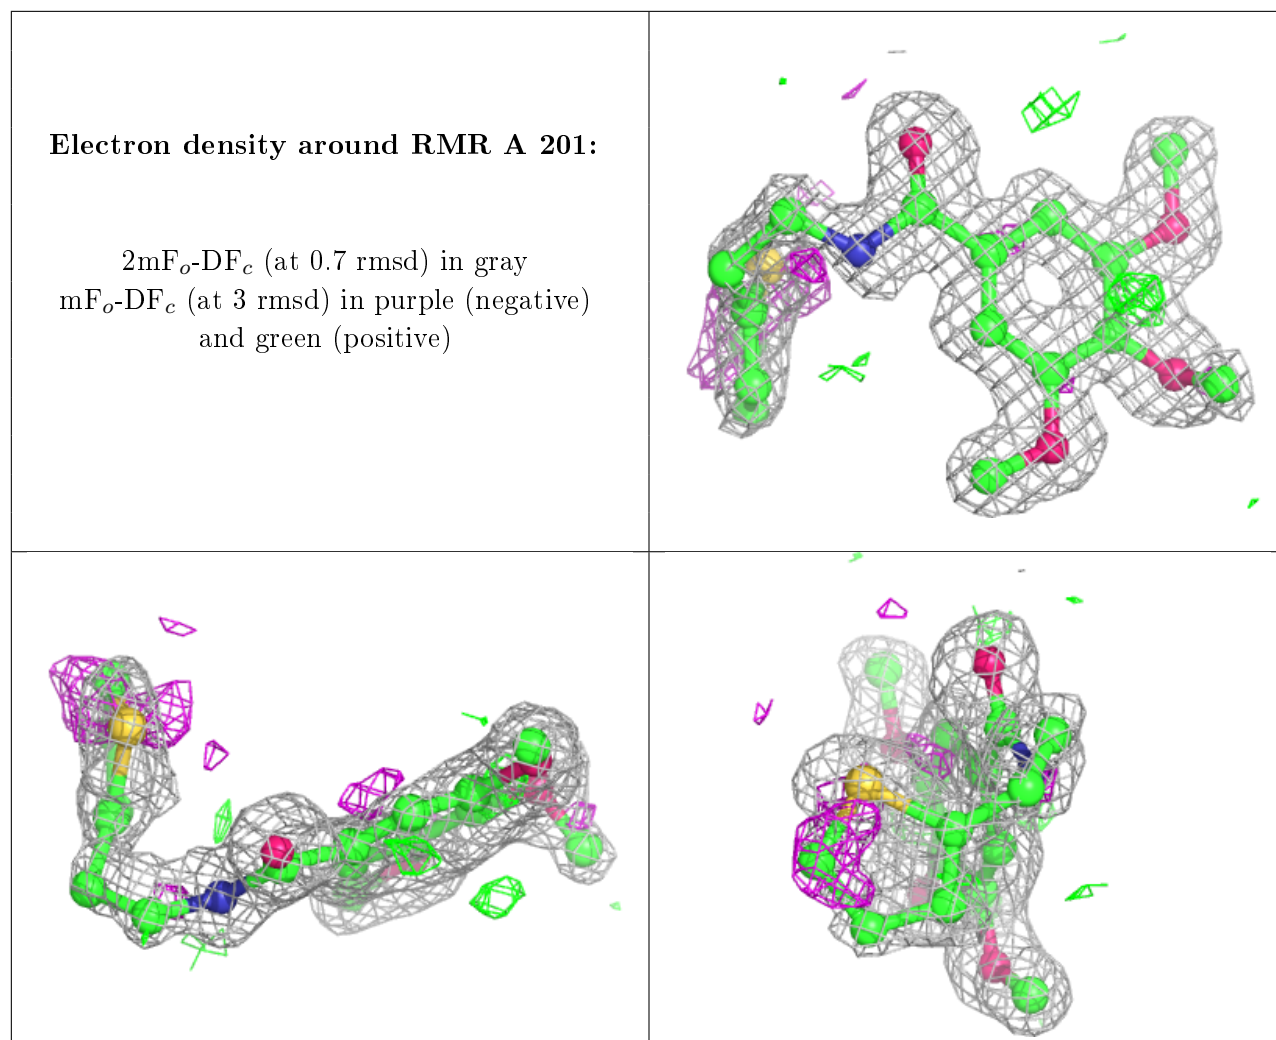 Electron density around RMR A 201:
2mFo-DFc (at 0.7 rmsd) in gray
mFo-DFc (at 3 rmsd) in purple (negative)
and green (positive)